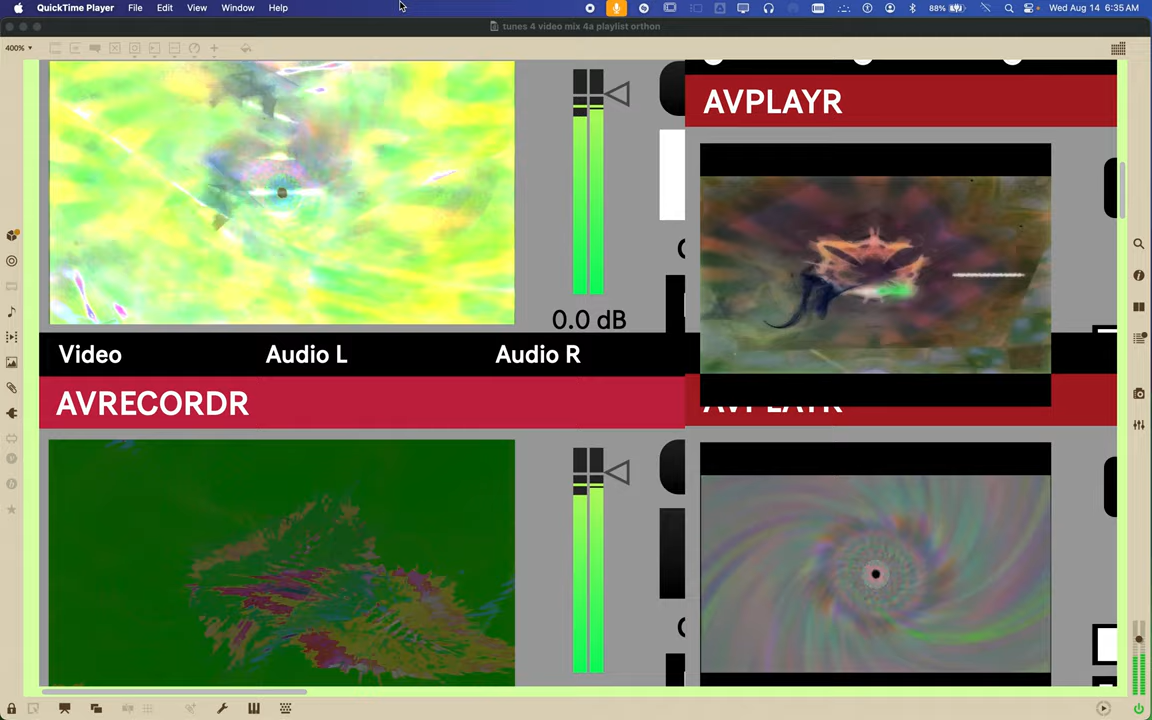 QuickTime Player File Edit View Window Help 88% Wed Aug 14 6:35 AM
tunes 4 video mix 4a playlist orthon
400%
AVPLAYR
0.0 dB
Video Audio L Audio R
AVRECORDR
AVPLAYR